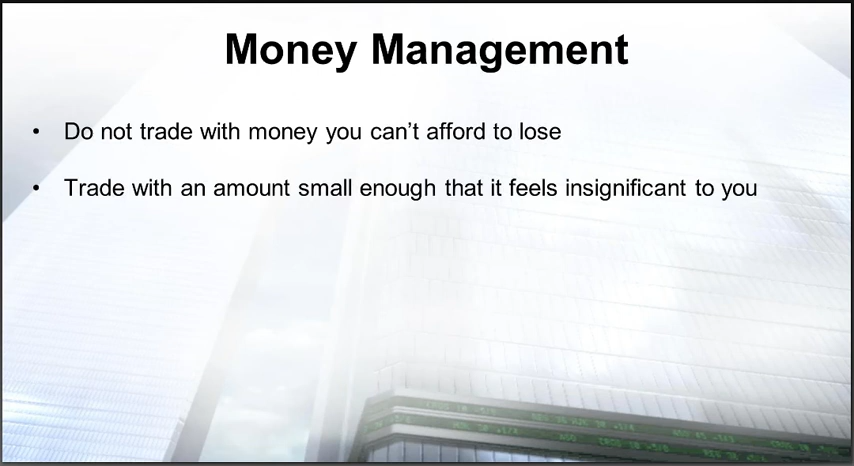 Money Management
• Do not trade with money you can't afford to lose
• Trade with an amount small enough that it feels insignificant to you